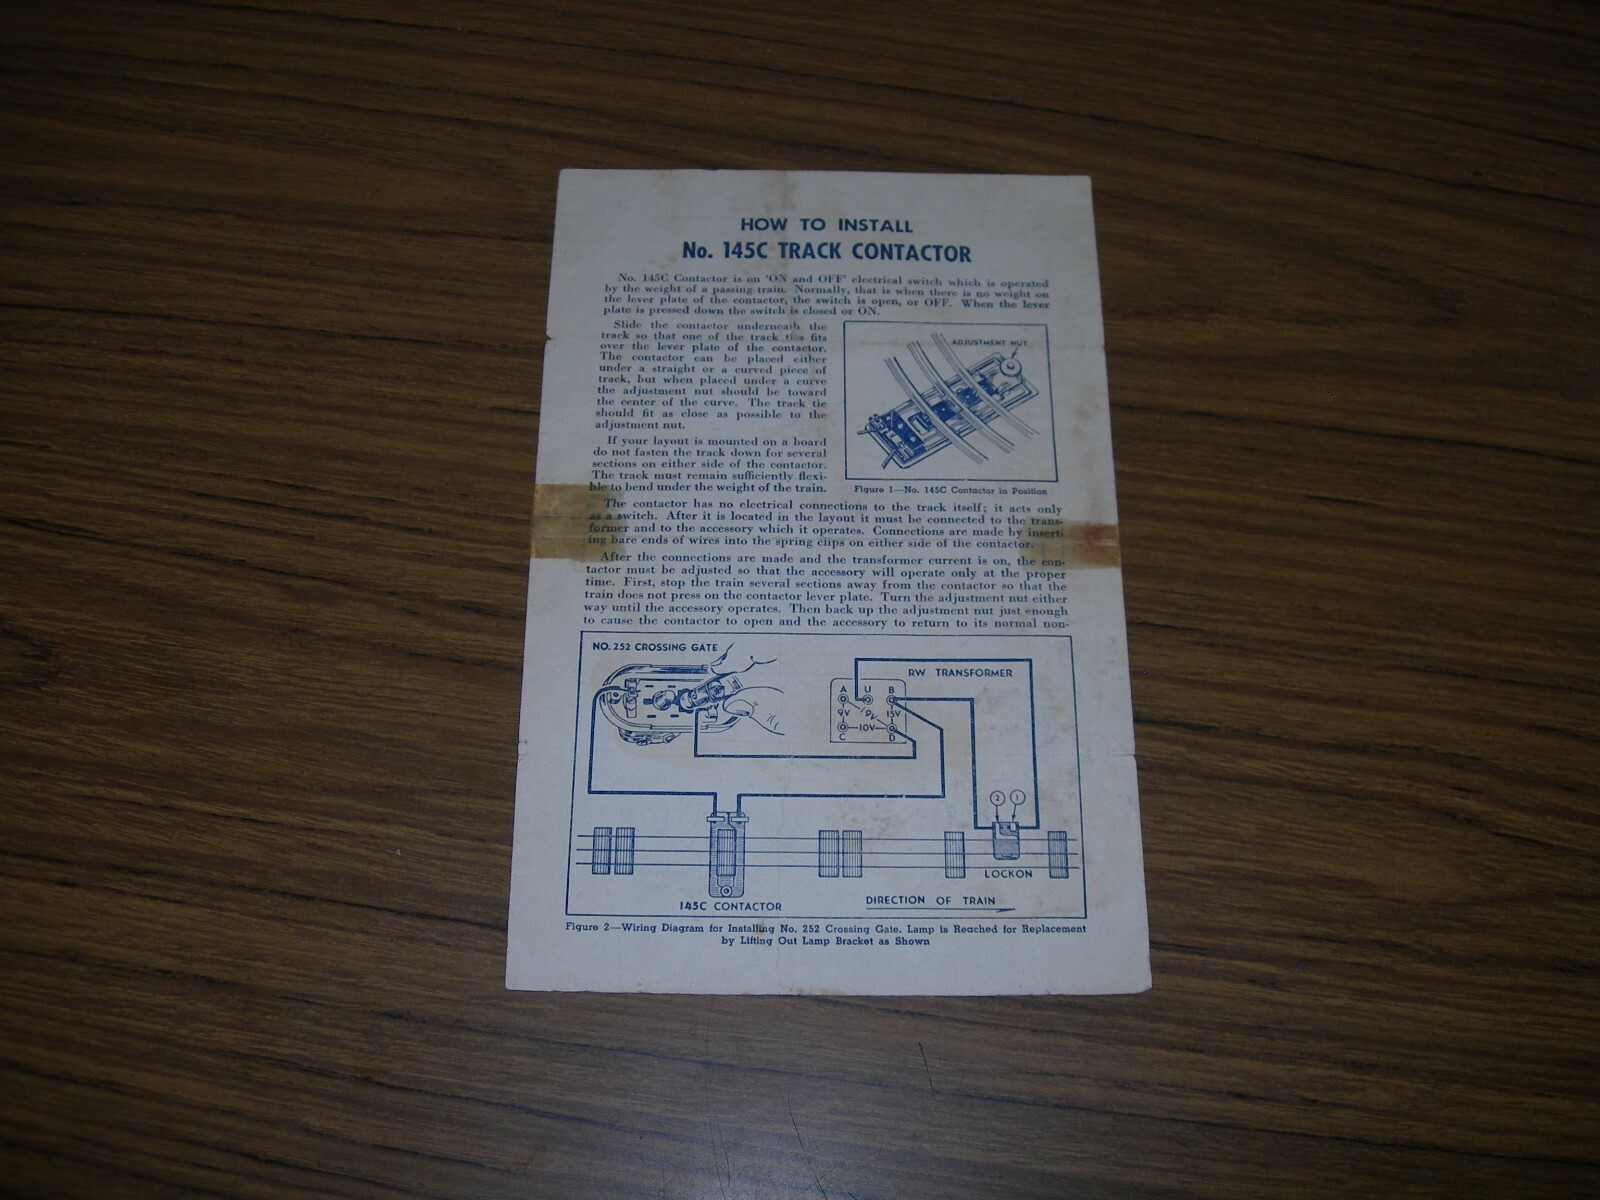 HOW TO INSTALL
No. 145C TRACK CONTACTOR
No. 145C Contactor is on 'ON and OFF' electrical switch which is operated
by the weight of a passing train. Normally, that is when there is no weight on
the lever plate of the contactor, the switch is open, or OFF. When the lever
plate is pressed down the switch is closed or ON.
Slide the contactor underneath the
track so that one of the track ties fits
over the lever plate of the contactor.
The contactor can be placed either
under a straight or a curved piece of
track, but when placed under a curve
the adjustment nut should be toward
the center of the curve. The track tie
should fit as close as possible to the
adjustment nut.
If your layout is mounted on a board
do not fasten the track down for several
sections on either side of the contactor.
The track must remain sufficiently flexi-
ble to bend under the weight of the train.
ADJUSTMENT NUT
Figure 1—No. 145C Contactor in Position
The contactor has no electrical connections to the track itself; it acts only
as a switch. After it is located in the layout it must be connected to the trans-
former and to the accessory which it operates. Connections are made by insert-
ing bare ends of wires into the spring clips on either side of the contactor.
After the connections are made and the transformer current is on, the con-
tactor must be adjusted so that the accessory will operate only at the proper
time. First, stop the train several sections away from the contactor so that the
train does not press on the contactor lever plate. Turn the adjustment nut either
way until the accessory operates. Then back up the adjustment nut just enough
to cause the contactor to open and the accessory to return to its normal non-
NO. 252 CROSSING GATE
RW TRANSFORMER
A U B
9V 15V
10V
C D
2 1
LOCKON
145C CONTACTOR
DIRECTION OF TRAIN
Figure 2—Wiring Diagram for Installing No. 252 Crossing Gate. Lamp is Reached for Replacement
by Lifting Out Lamp Bracket as Shown